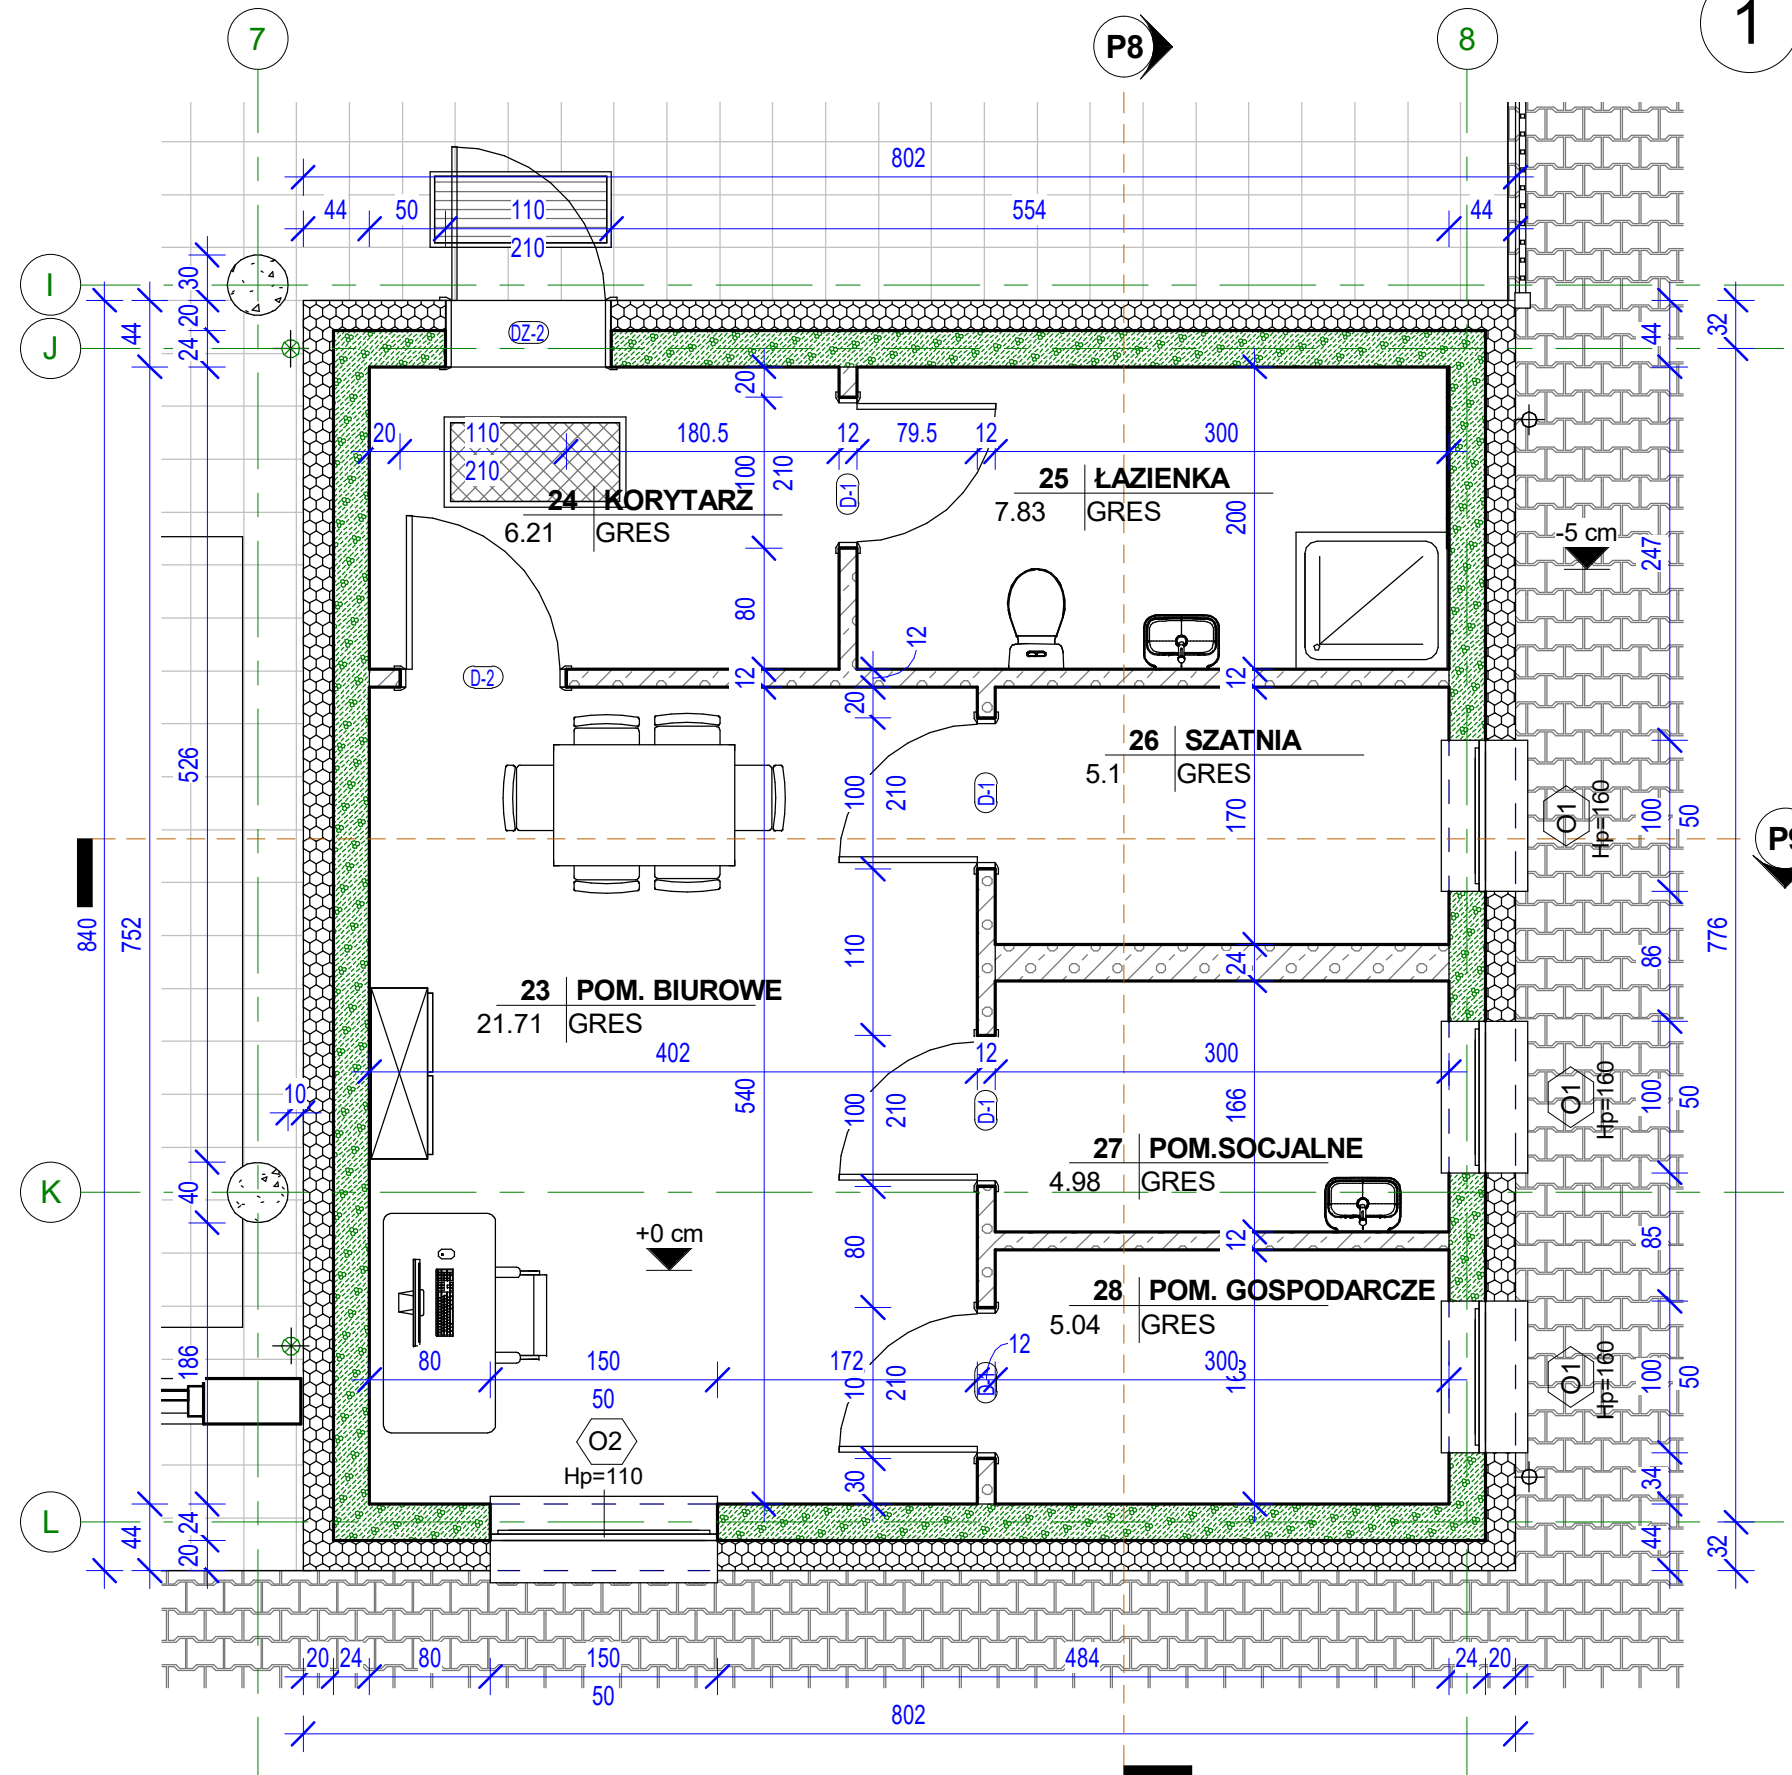 7
P8
8
1
802
44 50 110 554 44
210
I
J
K
L
30
20
24
44
DZ-2
44
32
20
20 110 180.5 12 79.5 12 300
210
100
210
D-1
24 KORYTARZ
6.21 GRES
25 ŁAZIENKA
7.83 GRES
200
-5 cm
247
80
12
12
D-2
12
20
12
26 SZATNIA
5.1 GRES
526
100
210
D-1
170
O1
Hp=160
100
50
840
752
110
24
86
776
23 POM. BIUROWE
21.71 GRES
402 12 300
540
10
100
210
D-1
166
O1
Hp=160
100
50
27 POM.SOCJALNE
4.98 GRES
40
+0 cm
80
12
85
28 POM. GOSPODARCZE
5.04 GRES
186
80 150 172 12 300
50
210
O1
Hp=160
100
50
O2
Hp=110
30
34
44
24
20
44
32
20 24 80 150 484 24 20
50
802